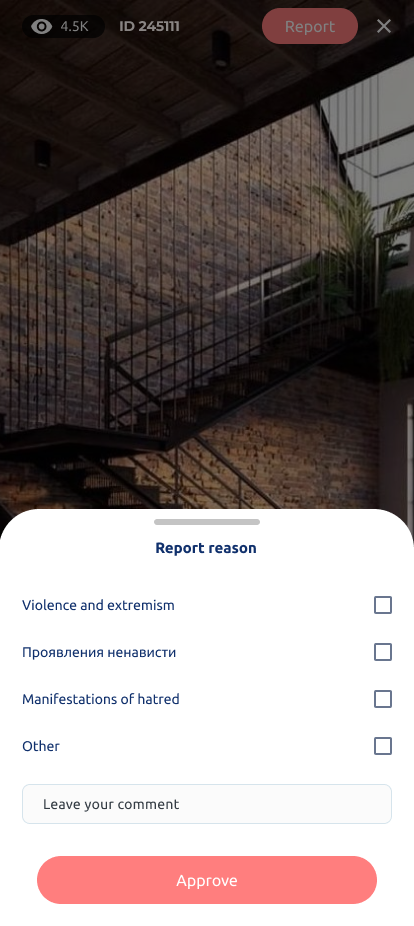 4.5K
ID 245111
Report
Report reason
Violence and extremism
Проявления ненависти
Manifestations of hatred
Other
Leave your comment
Approve